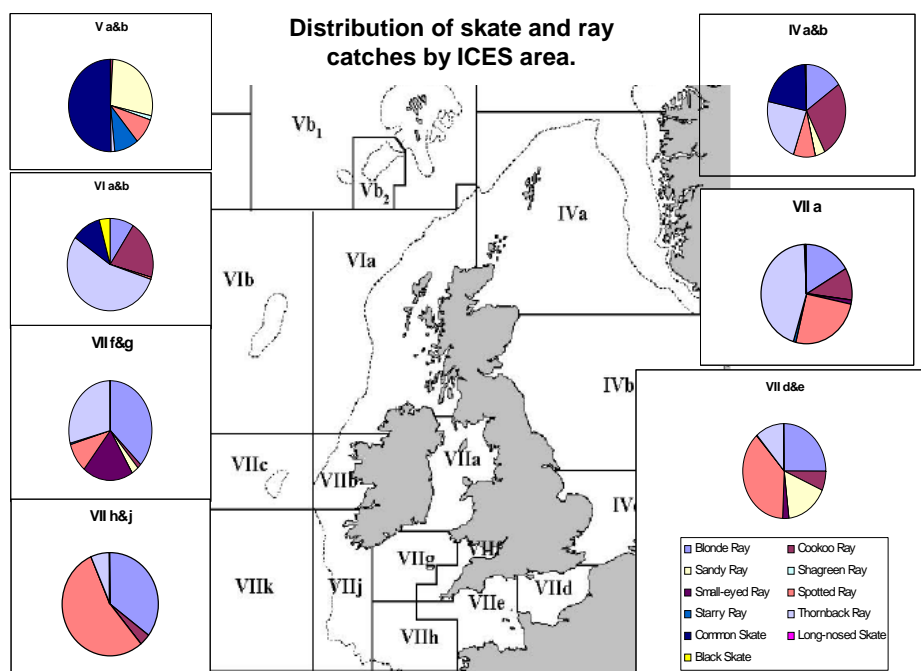 Distribution of skate and ray
catches by ICES area.
V a&b
IV a&b
VI a&b
VII a
VII f&g
VII d&e
VII h&j
Vb1
Vb2
IVa
VIa
VIb
IVb
VIIc
VIIb
VIIa
IVc
VIIg
VIIf
VIIk
VIIj
VIIe
VIId
VIIh
Blonde Ray
Cookoo Ray
Sandy Ray
Shagreen Ray
Small-eyed Ray
Spotted Ray
Starry Ray
Thornback Ray
Common Skate
Long-nosed Skate
Black Skate